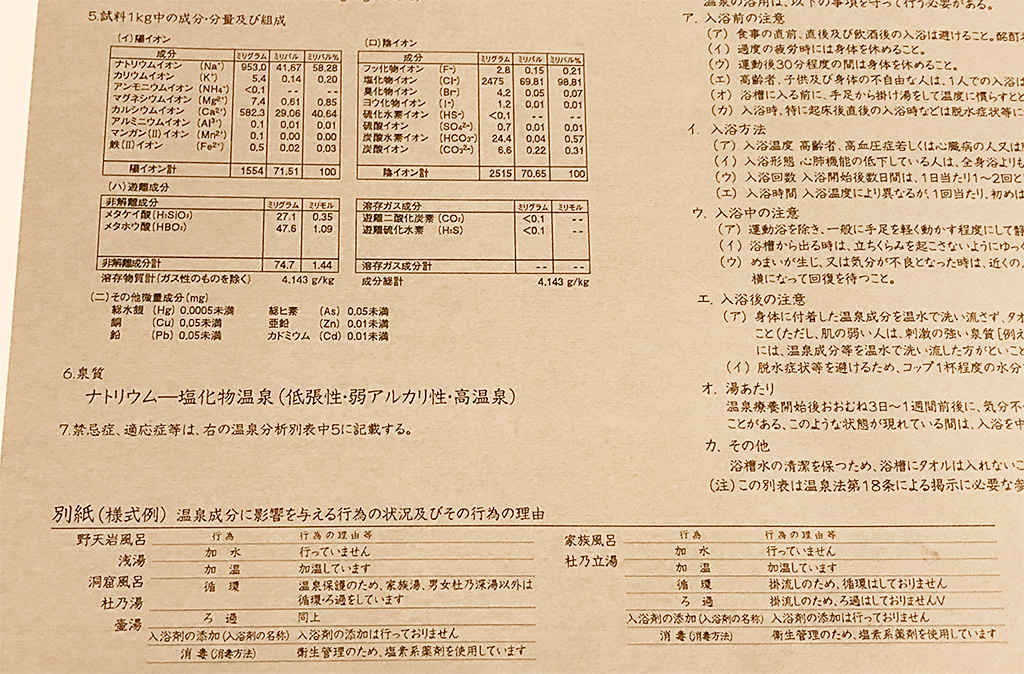 5.試料1kg中の成分・分量及び組成
(イ)陽イオン
成分 ミリグラム ミリバル ミリバル%
ナトリウムイオン (Na⁺) 953.0 41.67 58.28
カリウムイオン (K⁺) 5.4 0.14 0.20
アンモニウムイオン (NH₄⁺) <0.1 -- --
マグネシウムイオン (Mg²⁺) 7.4 0.61 0.85
カルシウムイオン (Ca²⁺) 582.3 29.06 40.64
アルミニウムイオン (Al³⁺) 0.1 0.01 0.01
マンガン(II)イオン (Mn²⁺) 0.1 0.00 0.00
鉄(II)イオン (Fe²⁺) 0.5 0.02 0.03
陽イオン計 1554 71.51 100
(ロ)陰イオン
成分 ミリグラム ミリバル ミリバル%
フッ化物イオン (F⁻) 2.8 0.15 0.21
塩化物イオン (Cl⁻) 2475 69.81 98.81
臭化物イオン (Br⁻) 4.2 0.05 0.07
ヨウ化物イオン (I⁻) 1.2 0.01 0.01
硫化水素イオン (HS⁻) <0.1 -- --
硫酸イオン (SO₄²⁻) 0.7 0.01 0.01
炭酸水素イオン (HCO₃⁻) 24.4 0.04 0.57
炭酸イオン (CO₃²⁻) 6.6 0.22 0.31
陰イオン計 2515 70.65 100
(ハ)遊離成分
非解離成分 ミリグラム ミリモル
メタケイ酸(H₂SiO₃) 27.1 0.35
メタホウ酸(HBO₂) 47.6 1.09
非解離成分計 74.7 1.44
溶存物質計(ガス性のものを除く) 4.143 g/kg
溶存ガス成分 ミリグラム ミリモル
遊離二酸化炭素(CO₂) <0.1 --
遊離硫化水素 (H₂S) <0.1 --
溶存ガス成分計 -- --
成分総計 4.143 g/kg
(ニ)その他微量成分(mg)
総水銀 (Hg) 0.0005未満 総ヒ素 (As) 0.05未満
銅 (Cu) 0.05未満 亜鉛 (Zn) 0.01未満
鉛 (Pb) 0.05未満 カドミウム (Cd) 0.01未満
6.泉質
ナトリウム―塩化物温泉(低張性・弱アルカリ性・高温泉)
7.禁忌症、適応症等は、右の温泉分析別表中5に記載する。
温泉の浴用は、以下の事項を守って行う必要がある。
ア. 入浴前の注意
(ア) 食事の直前、直後及び飲酒後の入浴は避けること。酩酊
(イ) 過度の疲労時には身体を休めること。
(ウ) 運動後30分程度の間は身体を休めること。
(エ) 高齢者、子供及び身体の不自由な人は、1人での入浴は
(オ) 浴槽に入る前に、手足から掛け湯をして温度に慣らすと
(カ) 入浴時、特に起床後直後の入浴時などは脱水症状等に
イ. 入浴方法
(ア) 入浴温度 高齢者、高血圧症若しくは心臓病の人又は
(イ) 入浴形態 心肺機能の低下している人は、全身浴よりも
(ウ) 入浴回数 入浴開始後数日間は、1日当たり1~2回と
(エ) 入浴時間 入浴温度により異なるが、1回当たり、初めは
ウ. 入浴中の注意
(ア) 運動浴を除き、一般に手足を軽く動かす程度にして静
(イ) 浴槽から出る時は、立ちくらみを起こさないようにゆっ
(ウ) めまいが生じ、又は気分が不良となった時は、近くの
横になって回復を待つこと。
エ. 入浴後の注意
(ア) 身体に付着した温泉成分を温水で洗い流さず、タオ
こと(ただし、肌の弱い人は、刺激の強い泉質[例え
には、温泉成分等を温水で洗い流した方がいいこと
(イ) 脱水症状等を避けるため、コップ1杯程度の水分
オ. 湯あたり
温泉療養開始後おおむね3日~1週間前後に、気分不
ことがある、このような状態が現れている間は、入浴を中
カ. その他
浴槽水の清潔を保つため、浴槽にタオルは入れないこ
(注)この別表は温泉法第18条による掲示に必要な参
別紙(様式例) 温泉成分に影響を与える行為の状況及びその行為の理由
野天岩風呂
浅湯
洞窟風呂
杜乃湯
壷湯
行為 行為の理由等
加水 行っていません
加温 加温しています
循環 温泉保護のため、家族湯、男女杜乃深湯以外は
循環・ろ過をしています
ろ過 同上
入浴剤の添加(入浴剤の名称) 入浴剤の添加は行っておりません
消毒(消毒方法) 衛生管理のため、塩素系薬剤を使用しています
家族風呂
杜乃立湯
行為 行為の理由等
加水 行っていません
加温 加温しています
循環 掛流しのため、循環はしておりません
ろ過 掛流しのため、ろ過はしておりませんV
入浴剤の添加(入浴剤の名称) 入浴剤の添加は行っておりません
消毒(消毒方法) 衛生管理のため、塩素系薬剤を使用しています